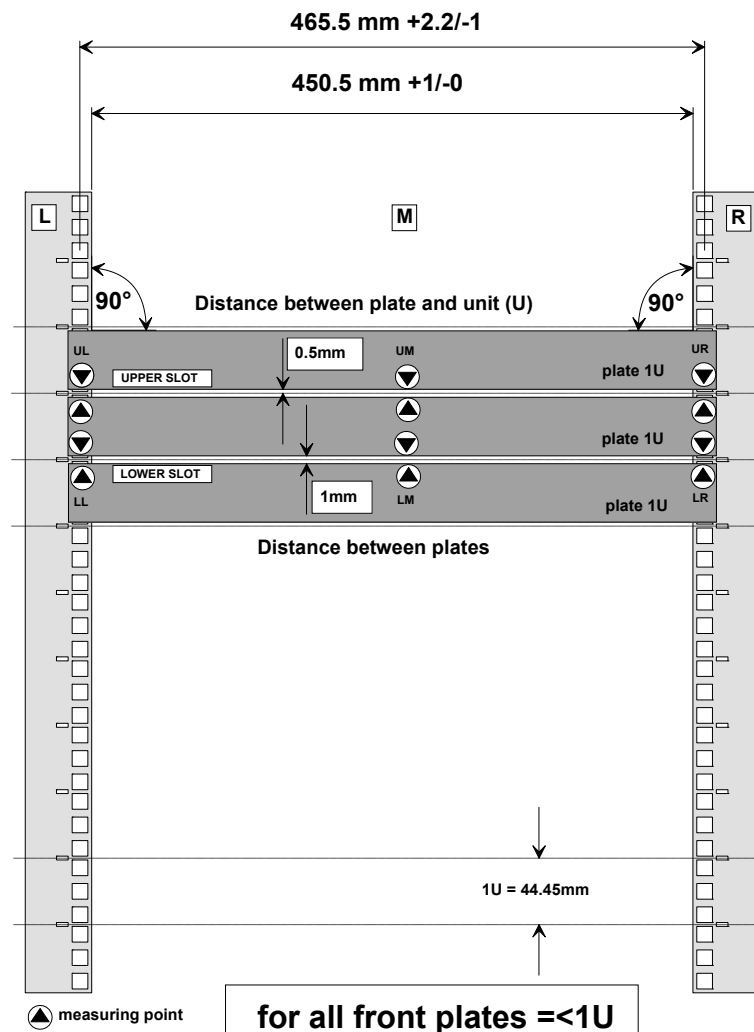 465.5 mm +2.2/-1
450.5 mm +1/-0
L
M
R
90°
Distance between plate and unit (U)
90°
UL
0.5mm
UM
UR
UPPER SLOT
plate 1U
plate 1U
LOWER SLOT
LL
1mm
LM
LR
plate 1U
Distance between plates
1U = 44.45mm
measuring point
for all front plates =<1U